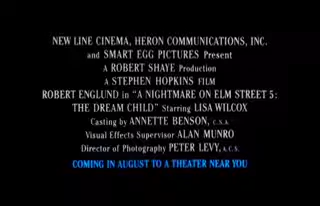 NEW LINE CINEMA, HERON COMMUNICATIONS, INC.
and SMART EGG PICTURES Present
A ROBERT SHAYE Production
A STEPHEN HOPKINS FILM
ROBERT ENGLUND in "A NIGHTMARE ON ELM STREET 5:
THE DREAM CHILD" Starring LISA WILCOX
Casting by ANNETTE BENSON, C.S.A.
Visual Effects Supervisor ALAN MUNRO
Director of Photography PETER LEVY, A.C.S.
COMING IN AUGUST TO A THEATER NEAR YOU